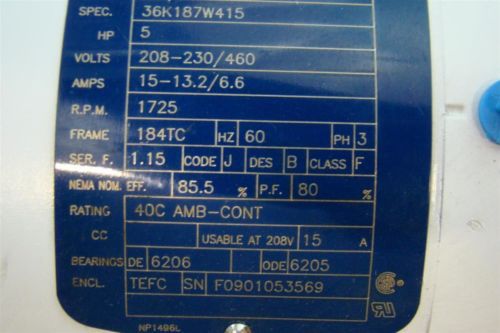 SPEC. 36K187W415
HP 5
VOLTS 208-230/460
AMPS 15-13.2/6.6
R.P.M. 1725
FRAME 184TC HZ 60 PH 3
SER. F. 1.15 CODE J DES B CLASS F
NEMA NOM. EFF. 85.5 % P.F. 80 %
RATING 40C AMB-CONT
CC USABLE AT 208V 15 A
BEARINGS DE 6206 ODE 6205
ENCL. TEFC SN F0901053569
NP1496L